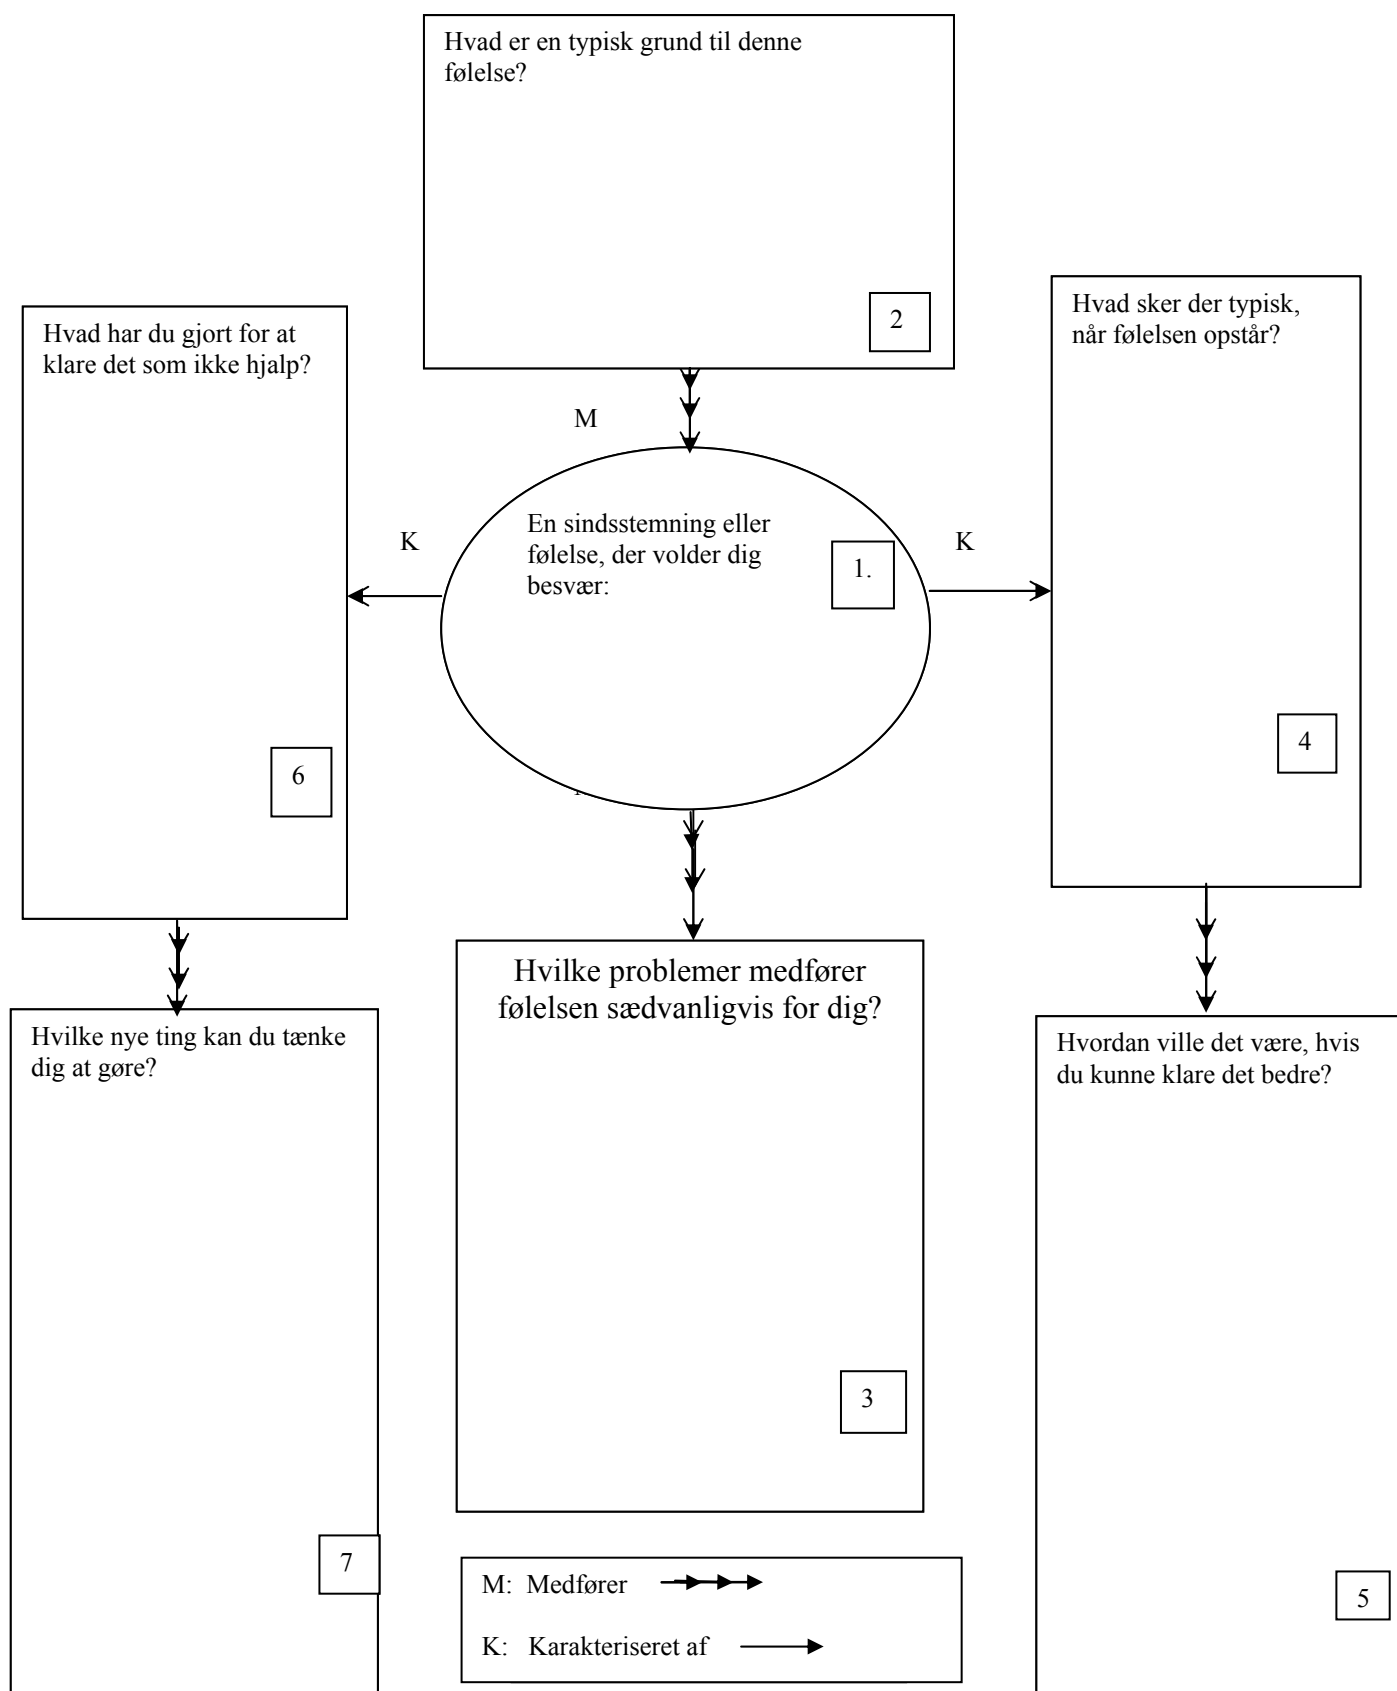 Hvad er en typisk grund til denne
følelse?
2
Hvad har du gjort for at
klare det som ikke hjalp?
6
Hvad sker der typisk,
når følelsen opstår?
4
M
K
En sindsstemning eller
følelse, der volder dig
besvær:
1.
K
Hvilke nye ting kan du tænke
dig at gøre?
7
Hvilke problemer medfører
følelsen sædvanligvis for dig?
3
Hvordan ville det være, hvis
du kunne klare det bedre?
5
M: Medfører
K: Karakteriseret af